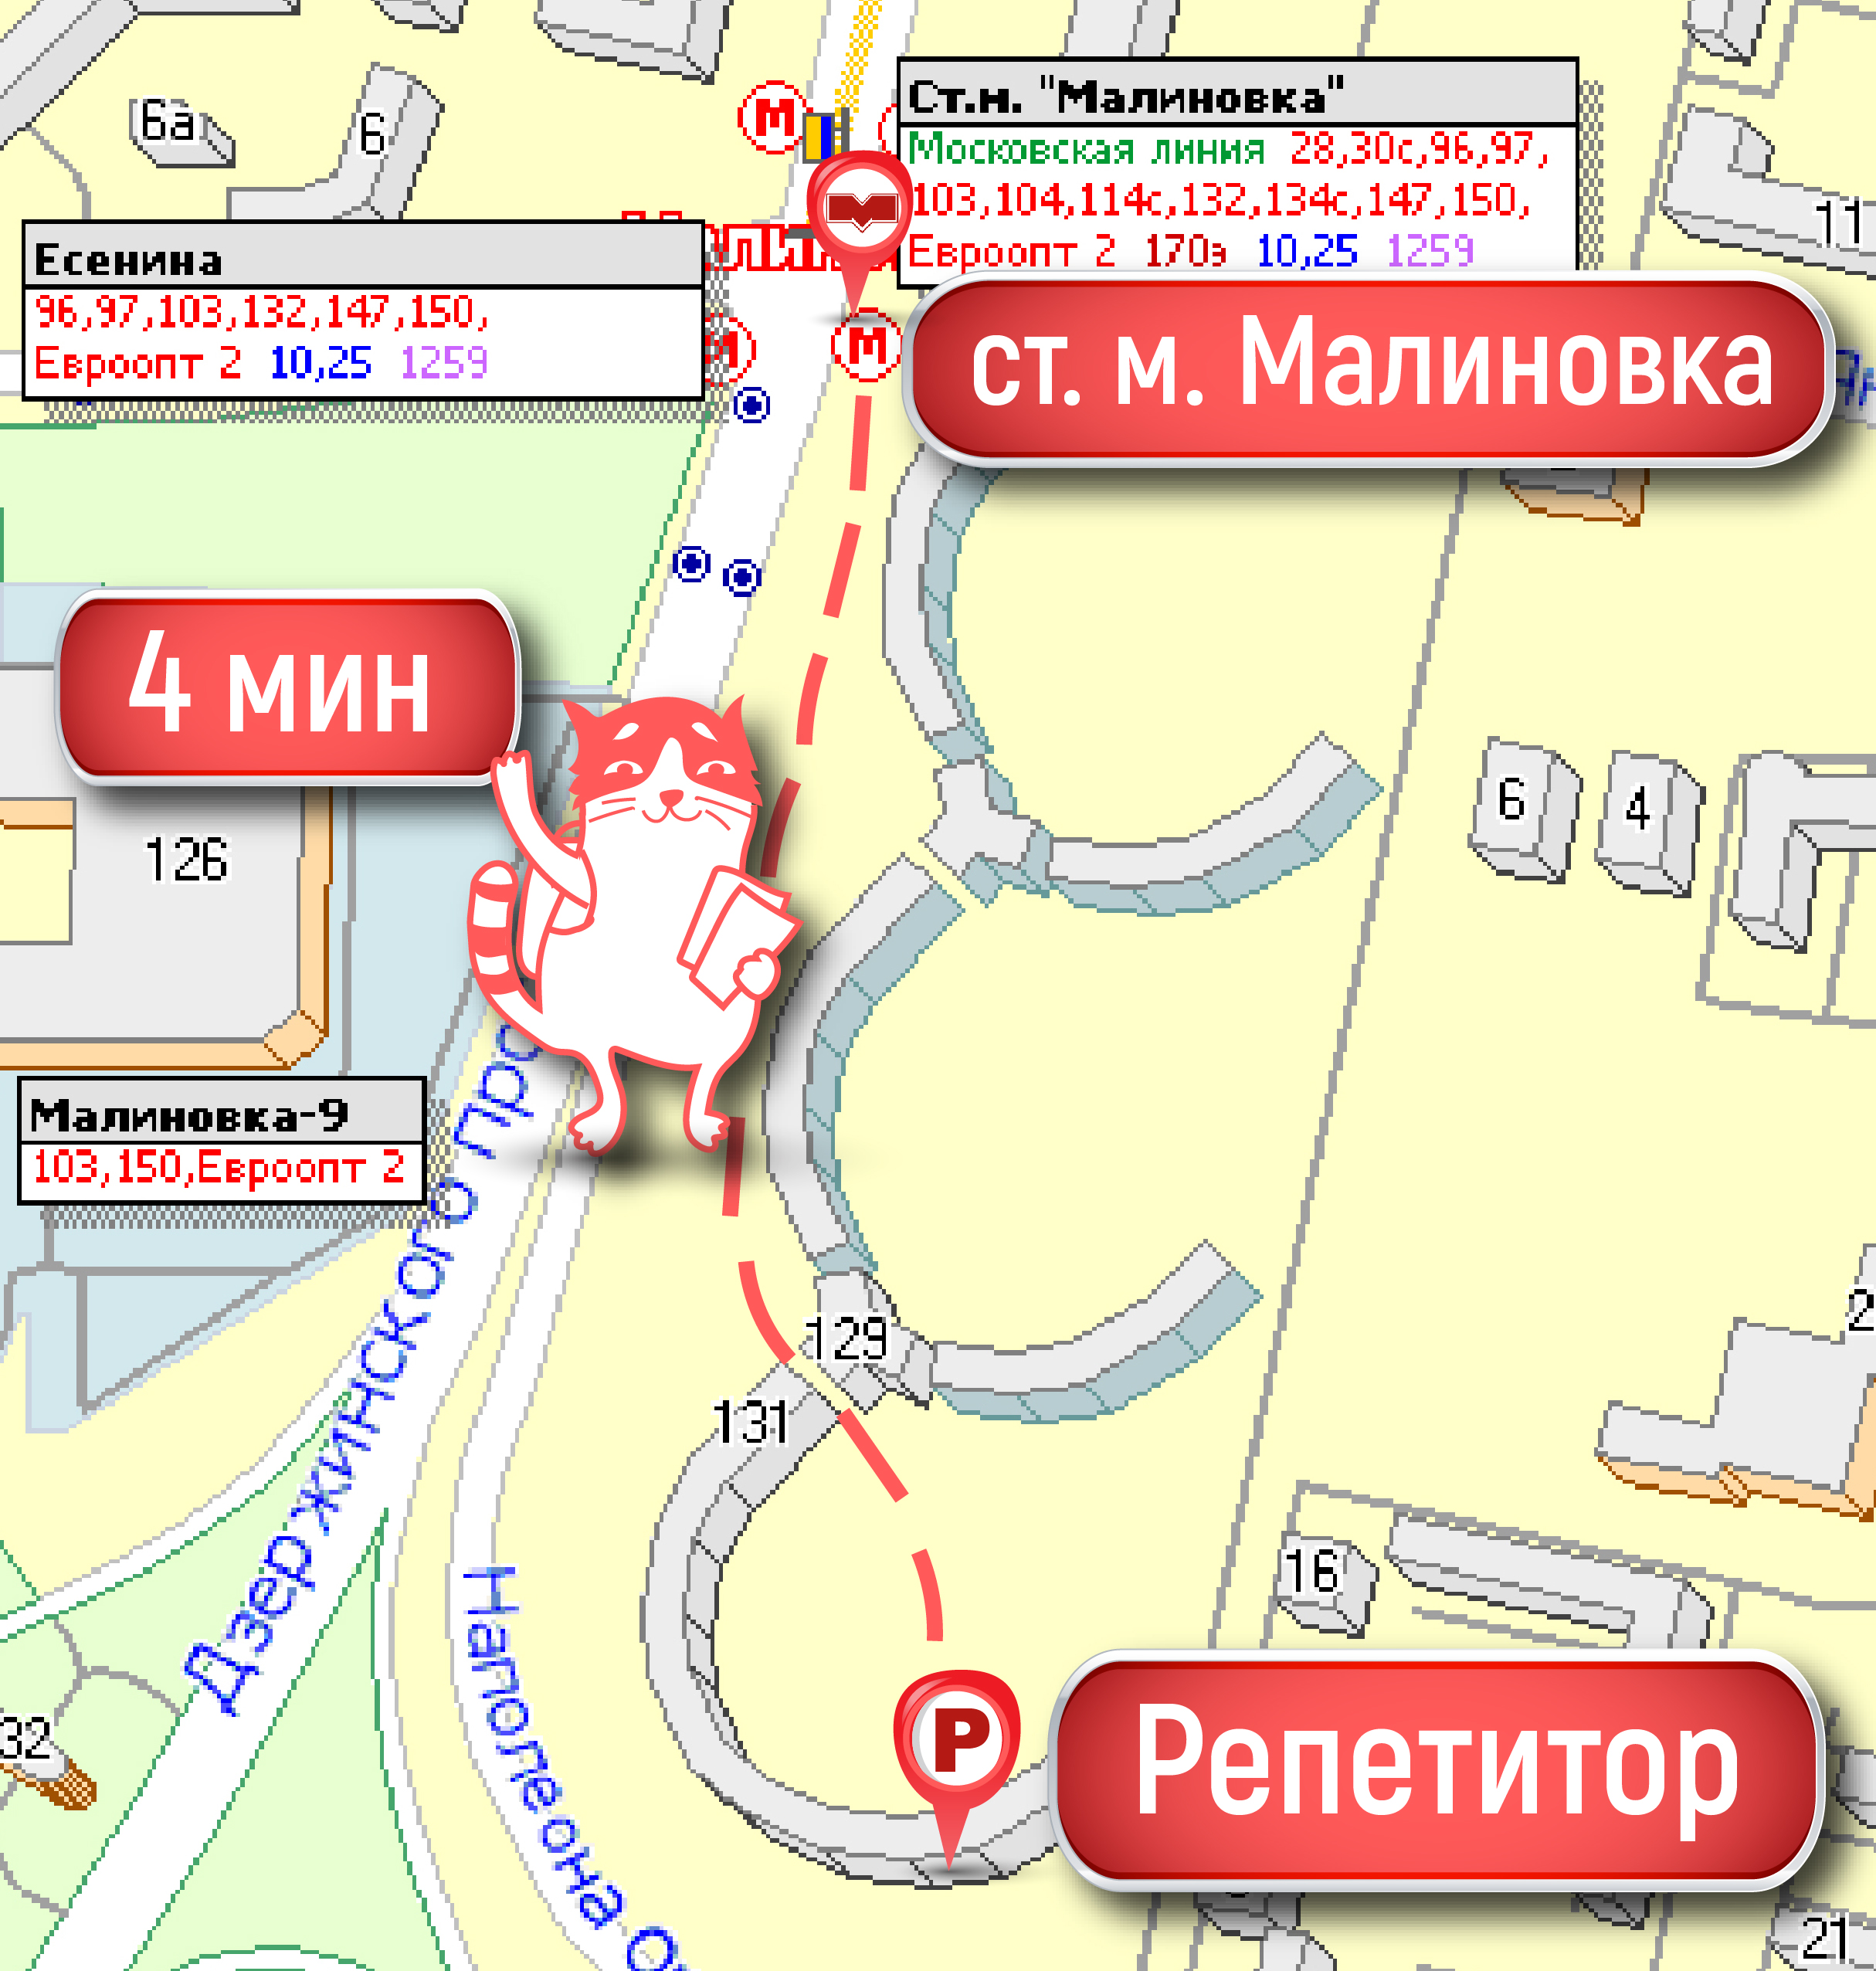 6а
6
М
Ст.м. "Малиновка"
Московская линия 28,30с,96,97,
103,104,114с,132,134с,147,150,
Евроопт 2 170э 10,25 1259
11
Есенина
96,97,103,132,147,150,
Евроопт 2 10,25 1259
М
М
ст. м. Малиновка
4 мин
6
4
126
Малиновка-9
103,150,Евроопт 2
129
131
Дзержинского
16
Наполеона
32
Р
Репетитор
21